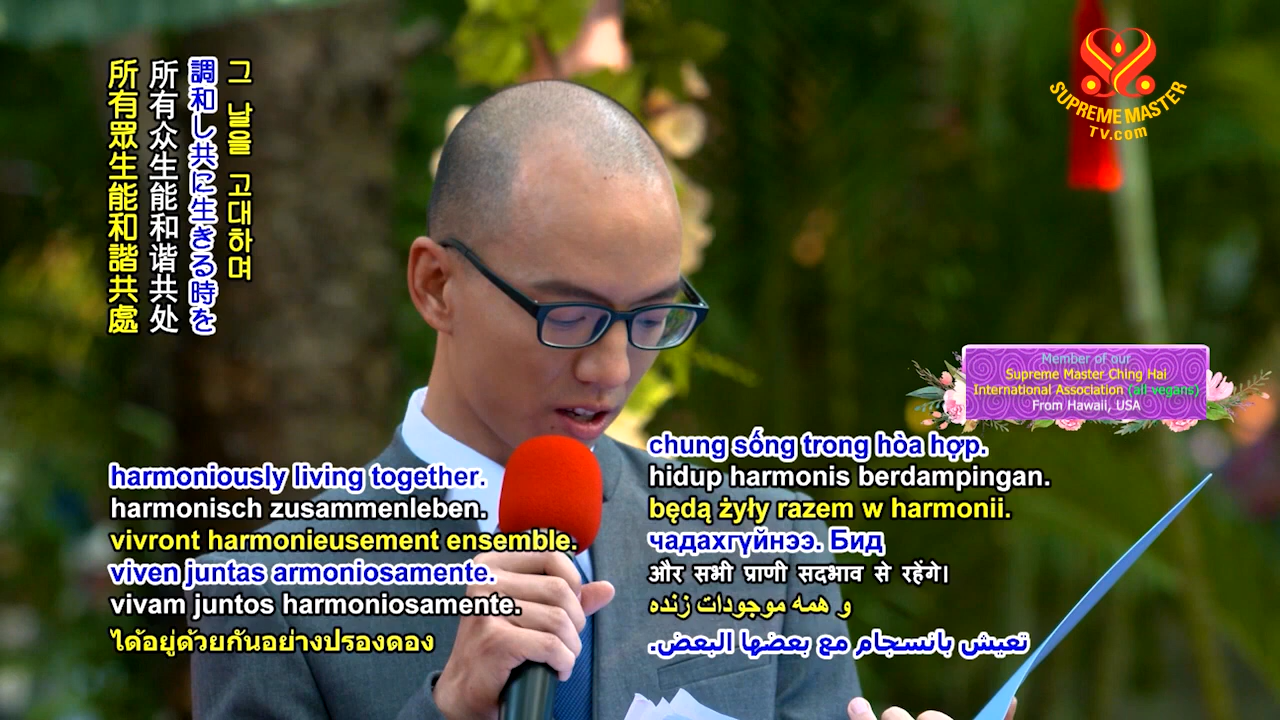 그 날을 고대하며
調和し共に生きる時を
所有众生能和谐共处
所有眾生能和諧共處
SUPREME MASTER
TV.com
Member of our
Supreme Master Ching Hai
International Association (all vegans)
From Hawaii, USA
harmoniously living together.
harmonisch zusammenleben.
vivront harmonieusement ensemble.
viven juntas armoniosamente.
vivam juntos harmoniosamente.
ได้อยู่ด้วยกันอย่างปรองดอง
chung sống trong hòa hợp.
hidup harmonis berdampingan.
będą żyły razem w harmonii.
чадахгүйнээ. Бид
और सभी प्राणी सदभाव से रहेंगे।
و همه موجودات زنده
تعيش بانسجام مع بعضها البعض.